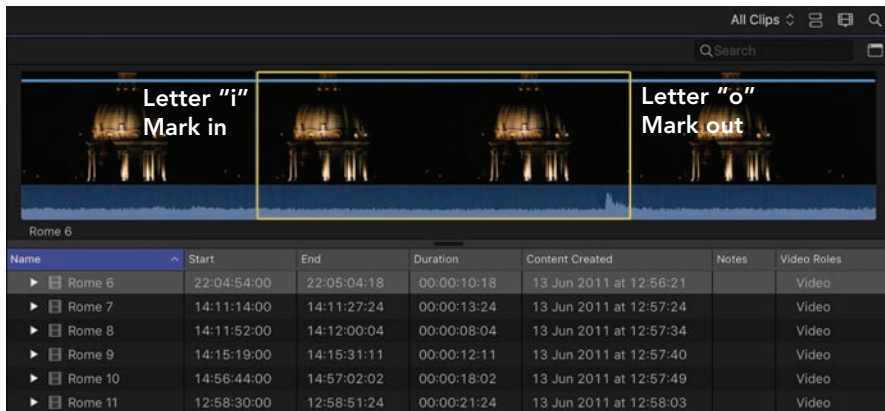 All Clips
Search
Letter "i"
Mark in
Letter "o"
Mark out
Rome 6
Name Start End Duration Content Created Notes Video Roles
Rome 6 22:04:54:00 22:05:04:18 00:00:10:18 13 Jun 2011 at 12:56:21 Video
Rome 7 14:11:14:00 14:11:27:24 00:00:13:24 13 Jun 2011 at 12:57:24 Video
Rome 8 14:11:52:00 14:12:00:04 00:00:08:04 13 Jun 2011 at 12:57:34 Video
Rome 9 14:15:19:00 14:15:31:11 00:00:12:11 13 Jun 2011 at 12:57:40 Video
Rome 10 14:56:44:00 14:57:02:02 00:00:18:02 13 Jun 2011 at 12:57:49 Video
Rome 11 12:58:30:00 12:58:51:24 00:00:21:24 13 Jun 2011 at 12:58:03 Video